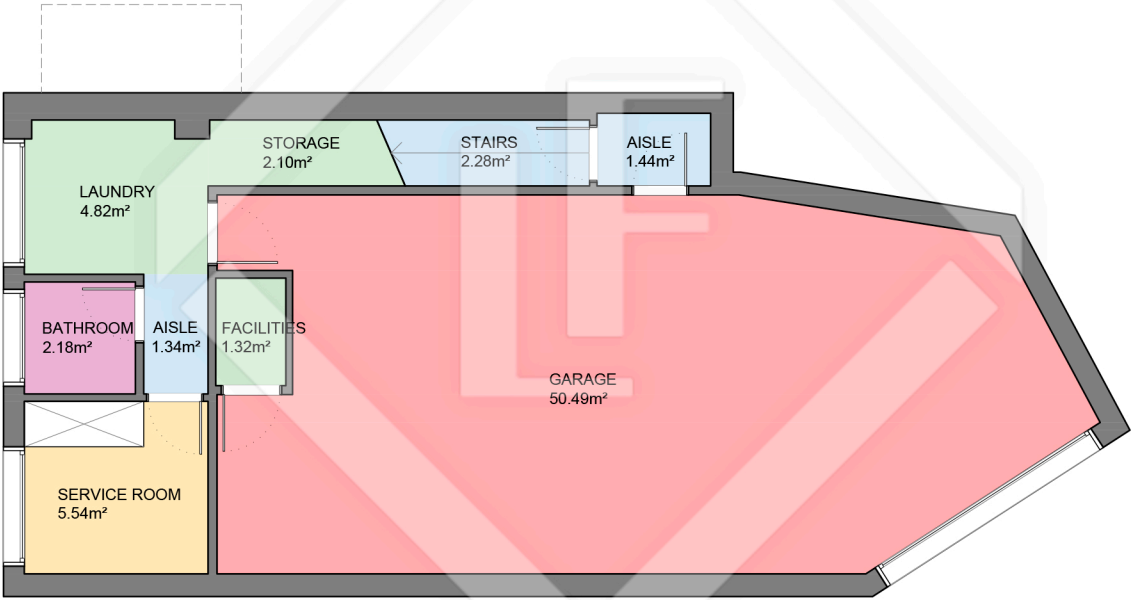 STORAGE
2.10m²
STAIRS
2.28m²
AISLE
1.44m²
LAUNDRY
4.82m²
BATHROOM
2.18m²
AISLE
1.34m²
FACILITIES
1.32m²
GARAGE
50.49m²
SERVICE ROOM
5.54m²
LF